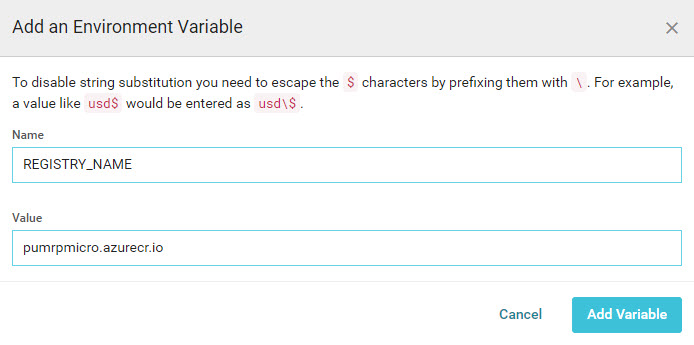 Add an Environment Variable
To disable string substitution you need to escape the $ characters by prefixing them with \. For example,
a value like usd$ would be entered as usd\$.
Name
REGISTRY_NAME
Value
pumrpmicro.azurecr.io
Cancel Add Variable